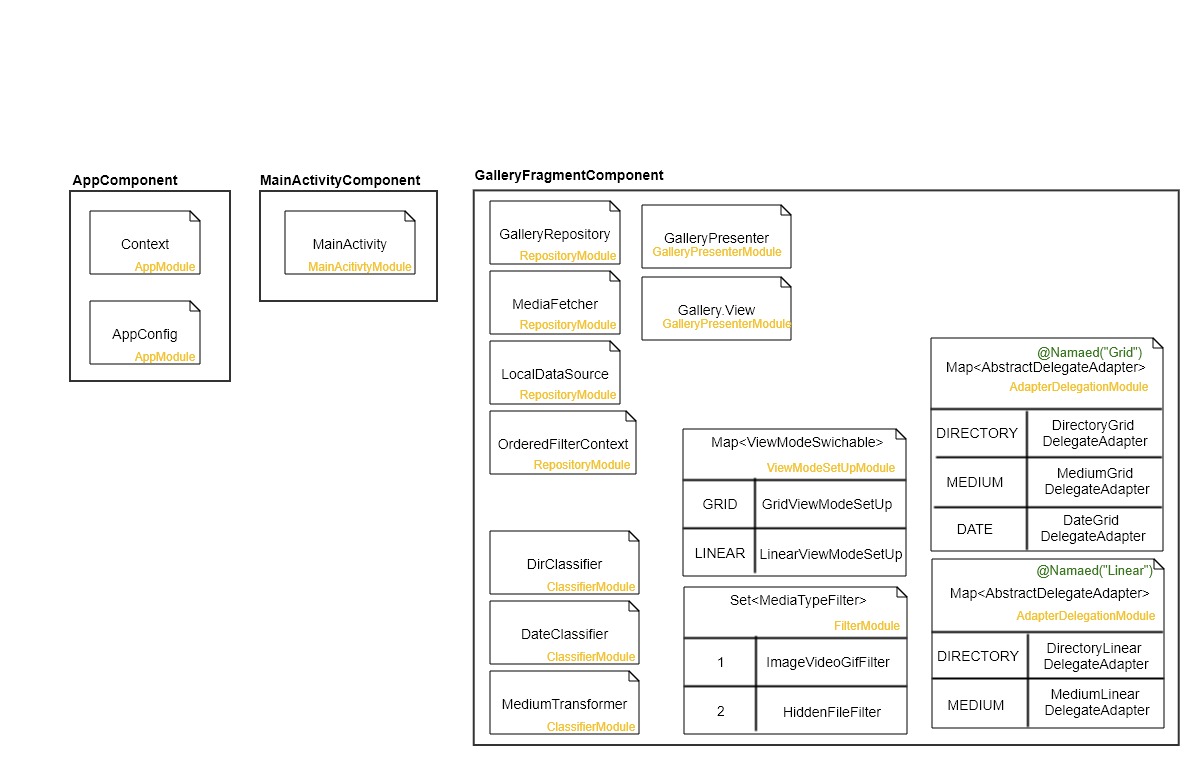 AppComponent
Context
AppModule
AppConfig
AppModule
MainActivityComponent
MainActivity
MainAcitivtyModule
GalleryFragmentComponent
GalleryRepository
RepositoryModule
MediaFetcher
RepositoryModule
LocalDataSource
RepositoryModule
OrderedFilterContext
RepositoryModule
DirClassifier
ClassifierModule
DateClassifier
ClassifierModule
MediumTransformer
ClassifierModule
GalleryPresenter
GalleryPresenterModule
Gallery.View
GalleryPresenterModule
Map<ViewModeSwichable>
ViewModeSetUpModule
GRID
GridViewModeSetUp
LINEAR
LinearViewModeSetUp
Set<MediaTypeFilter>
FilterModule
1
ImageVideoGifFilter
2
HiddenFileFilter
@Namaed("Grid")
Map<AbstractDelegateAdapter>
AdapterDelegationModule
DIRECTORY
DirectoryGrid
DelegateAdapter
MEDIUM
MediumGrid
DelegateAdapter
DATE
DateGrid
DelegateAdapter
@Namaed("Linear")
Map<AbstractDelegateAdapter>
AdapterDelegationModule
DIRECTORY
DirectoryLinear
DelegateAdapter
MEDIUM
MediumLinear
DelegateAdapter